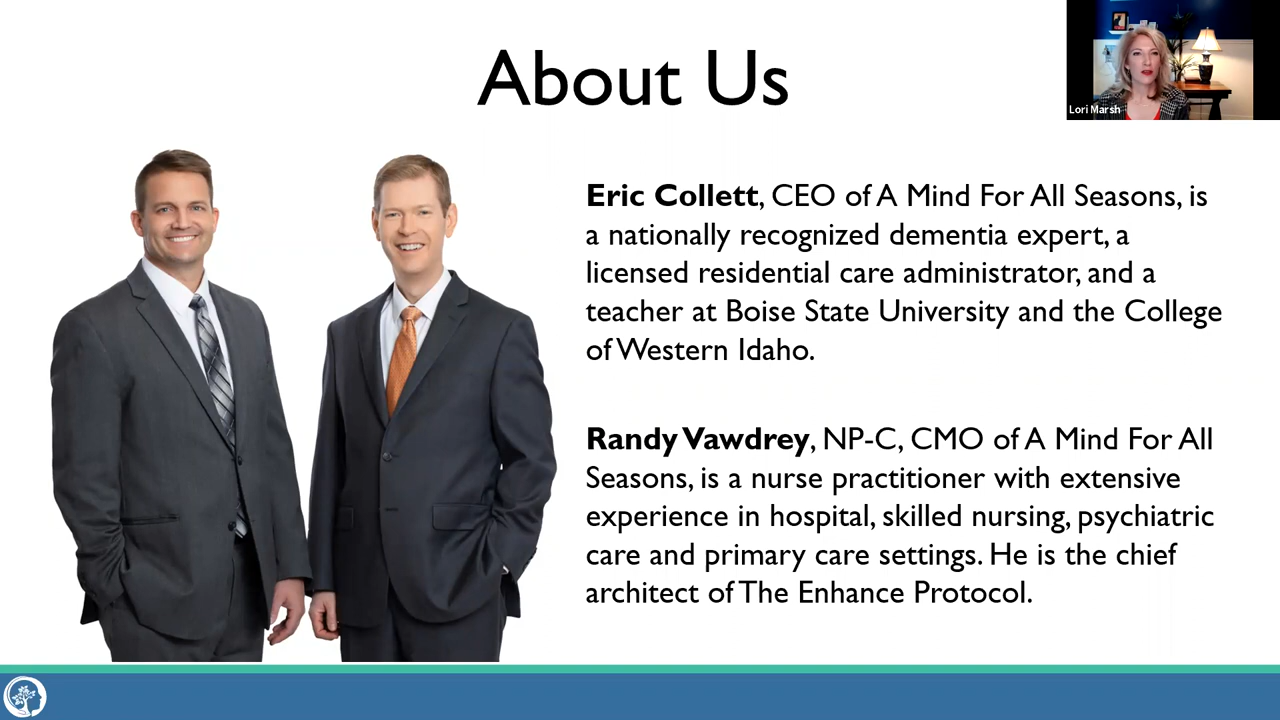 About Us
Lori Marsh
Eric Collett, CEO of A Mind For All Seasons, is
a nationally recognized dementia expert, a
licensed residential care administrator, and a
teacher at Boise State University and the College
of Western Idaho.
Randy Vawdrey, NP-C, CMO of A Mind For All
Seasons, is a nurse practitioner with extensive
experience in hospital, skilled nursing, psychiatric
care and primary care settings. He is the chief
architect of The Enhance Protocol.